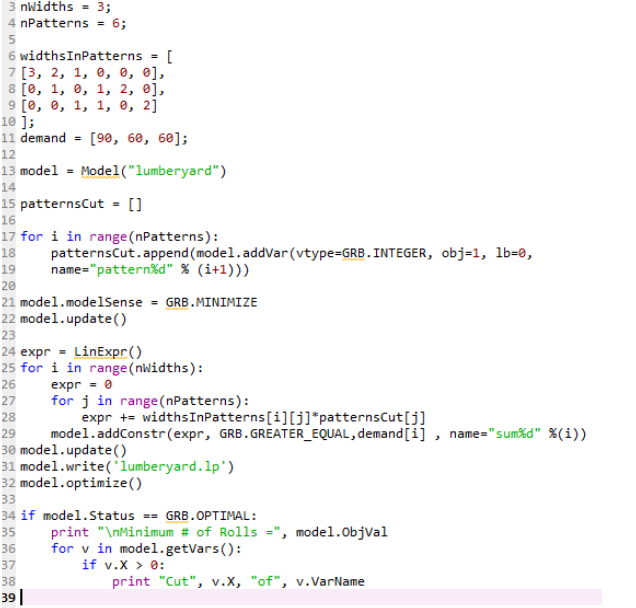 3 nWidths = 3;
4 nPatterns = 6;
5
6 widthsInPatterns = [
7 [3, 2, 1, 0, 0, 0],
8 [0, 1, 0, 1, 2, 0],
9 [0, 0, 1, 1, 0, 2]
10 ];
11 demand = [90, 60, 60];
12
13 model = Model("lumberyard")
14
15 patternsCut = []
16
17 for i in range(nPatterns):
18     patternsCut.append(model.addVar(vtype=GRB.INTEGER, obj=1, lb=0,
19     name="pattern%d" % (i+1)))
20
21 model.modelSense = GRB.MINIMIZE
22 model.update()
23
24 expr = LinExpr()
25 for i in range(nWidths):
26     expr = 0
27     for j in range(nPatterns):
28         expr += widthsInPatterns[i][j]*patternsCut[j]
29     model.addConstr(expr, GRB.GREATER_EQUAL,demand[i] , name="sum%d" %(i))
30 model.update()
31 model.write('lumberyard.lp')
32 model.optimize()
33
34 if model.Status == GRB.OPTIMAL:
35     print "\nMinimum # of Rolls =", model.ObjVal
36     for v in model.getVars():
37         if v.X > 0:
38             print "Cut", v.X, "of", v.VarName
39